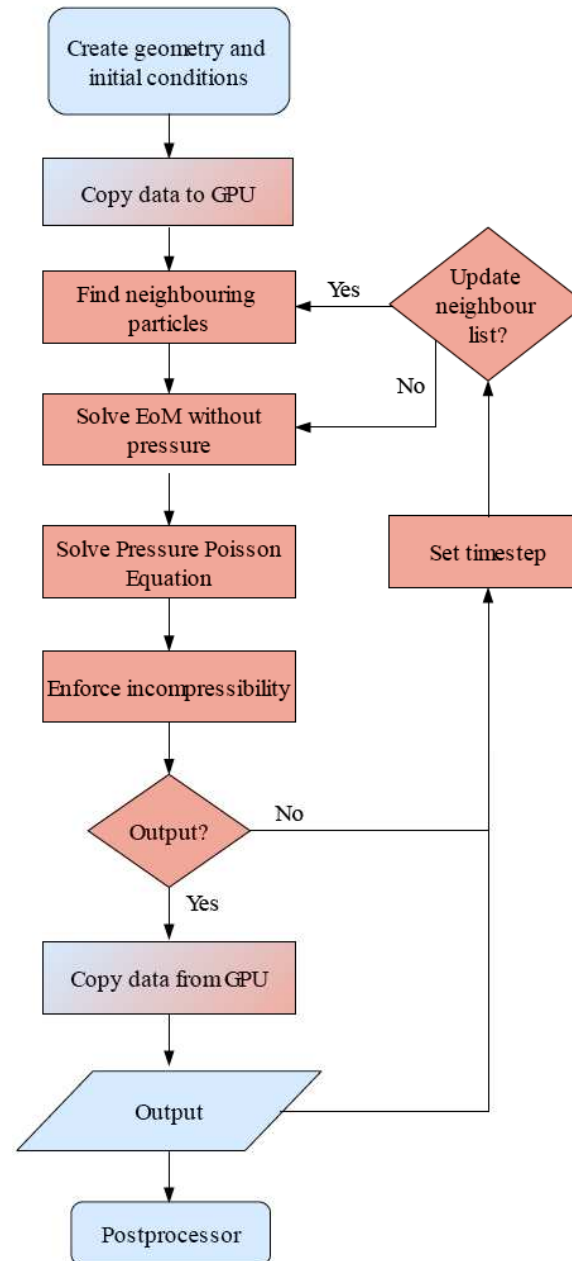 Create geometry and
initial conditions
Copy data to GPU
Find neighbouring
particles
Yes
Update
neighbour
list?
No
Solve EoM without
pressure
Solve Pressure Poisson
Equation
Set timestep
Enforce incompressibility
Output?
No
Yes
Copy data from GPU
Output
Postprocessor